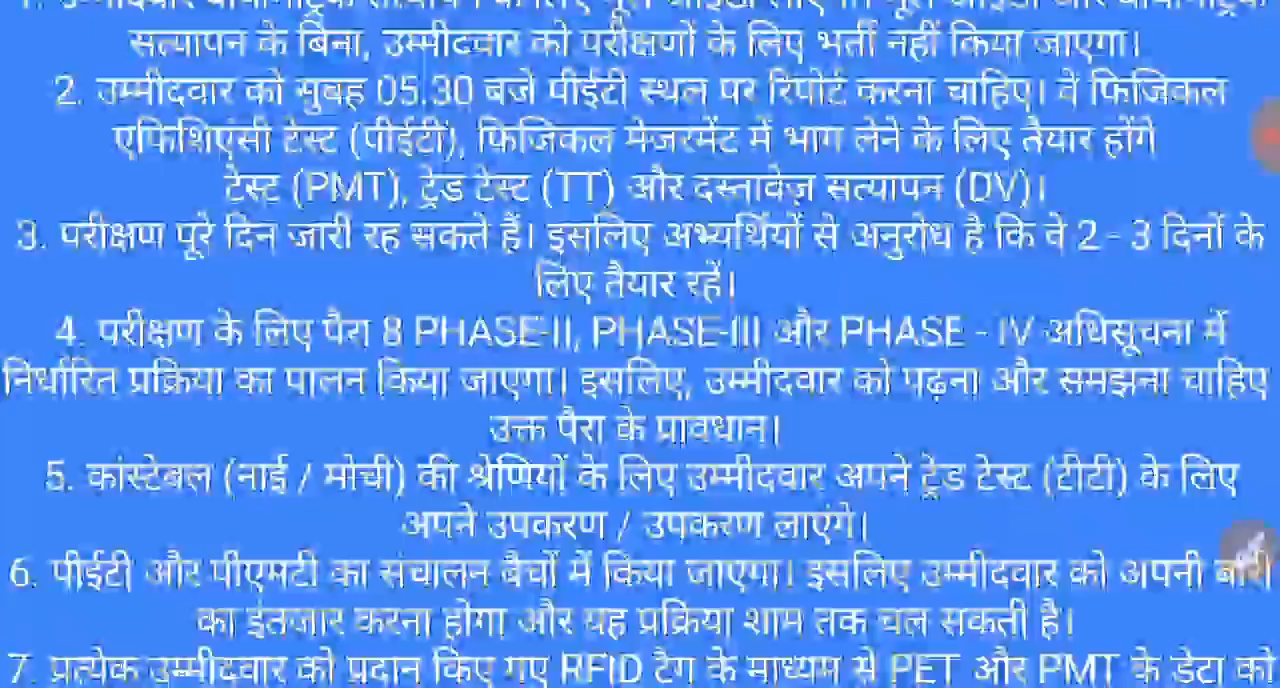 सत्यापन के बिना, उम्मीदवार को परीक्षणों के लिए भर्ती नहीं किया जाएगा।
2. उम्मीदवार को सुबह 05.30 बजे पीईटी स्थल पर रिपोर्ट करना चाहिए। वे फिजिकल
एफिशिएंसी टेस्ट (पीईटी), फिजिकल मेजरमेंट में भाग लेने के लिए तैयार होंगे
टेस्ट (PMT), ट्रेड टेस्ट (TT) और दस्तावेज़ सत्यापन (DV)।
3. परीक्षण पूरे दिन जारी रह सकते हैं। इसलिए अभ्यर्थियों से अनुरोध है कि वे 2 - 3 दिनों के
लिए तैयार रहें।
4. परीक्षण के लिए पैरा 8 PHASE-II, PHASE-III और PHASE - IV अधिसूचना में
निर्धारित प्रक्रिया का पालन किया जाएगा। इसलिए, उम्मीदवार को पढ़ना और समझना चाहिए
उक्त पैरा के प्रावधान।
5. कांस्टेबल (नाई / मोची) की श्रेणियों के लिए उम्मीदवार अपने ट्रेड टेस्ट (टीटी) के लिए
अपने उपकरण / उपकरण लाएंगे।
6. पीईटी और पीएमटी का संचालन बैचों में किया जाएगा। इसलिए उम्मीदवार को अपनी बारी
का इंतजार करना होगा और यह प्रक्रिया शाम तक चल सकती है।
7. प्रत्येक उम्मीदवार को प्रदान किए गए RFID टैग के माध्यम से PET और PMT के डेटा को